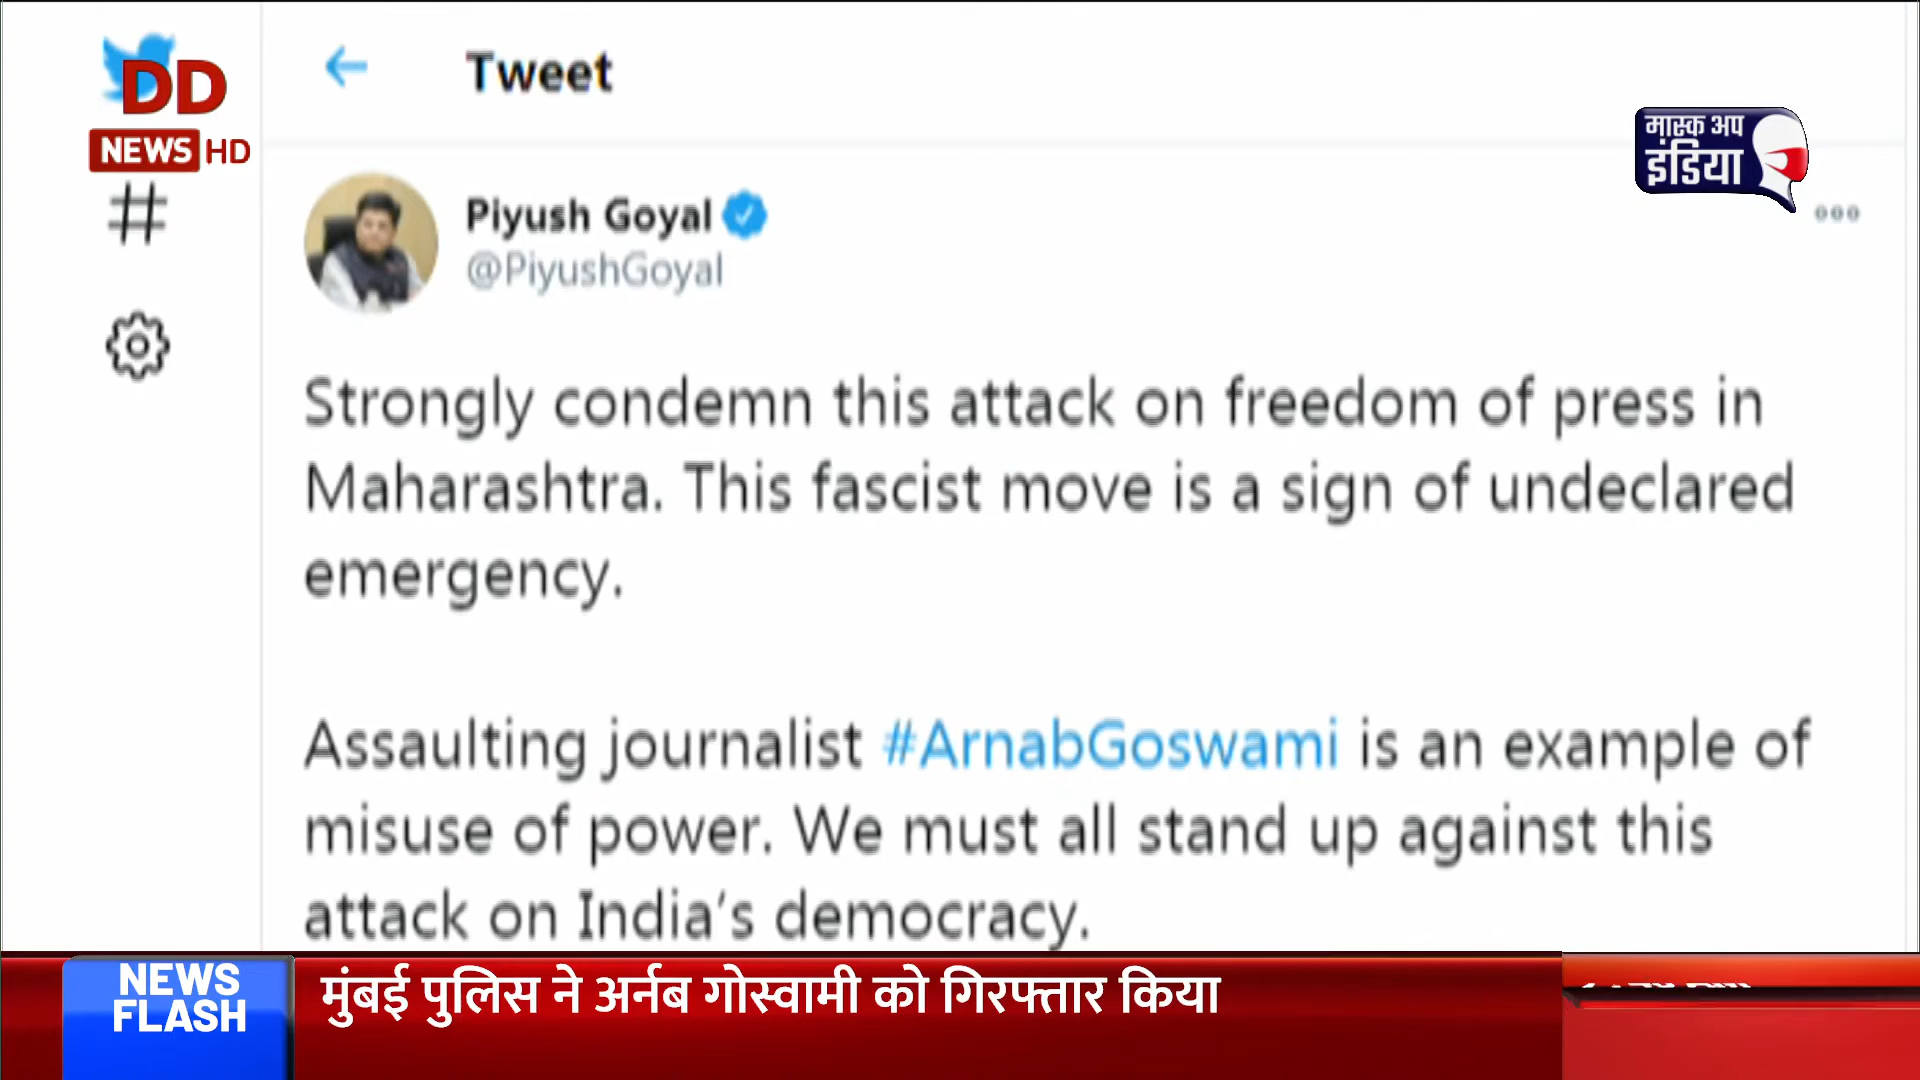 DD
NEWS HD
Tweet
मास्क अप
इंडिया
Piyush Goyal
@PiyushGoyal
Strongly condemn this attack on freedom of press in
Maharashtra. This fascist move is a sign of undeclared
emergency.
Assaulting journalist #ArnabGoswami is an example of
misuse of power. We must all stand up against this
attack on India's democracy.
NEWS
FLASH
मुंबई पुलिस ने अर्नब गोस्वामी को गिरफ्तार किया